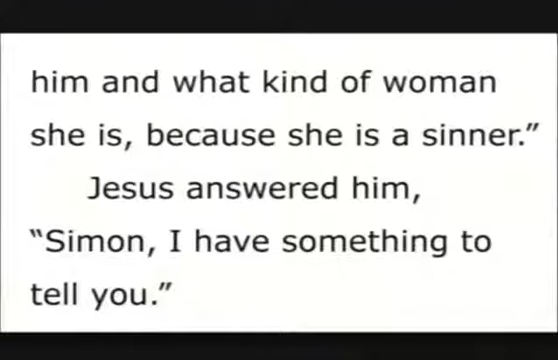 him and what kind of woman
she is, because she is a sinner.”
Jesus answered him,
“Simon, I have something to
tell you.”